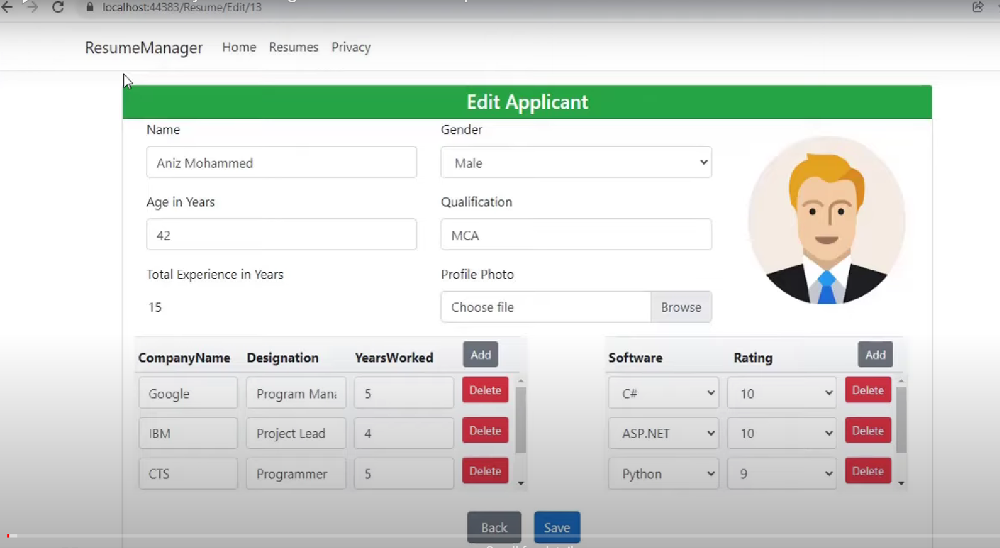 localhost:44383/Resume/Edit/13
ResumeManager Home Resumes Privacy
Edit Applicant
Name Gender
Aniz Mohammed Male
Age in Years Qualification
42 MCA
Total Experience in Years Profile Photo
15 Choose file Browse
CompanyName Designation YearsWorked Add Software Rating Add
Google Program Mana 5 Delete C# 10 Delete
IBM Project Lead 4 Delete ASP.NET 10 Delete
CTS Programmer 5 Delete Python 9 Delete
Back Save